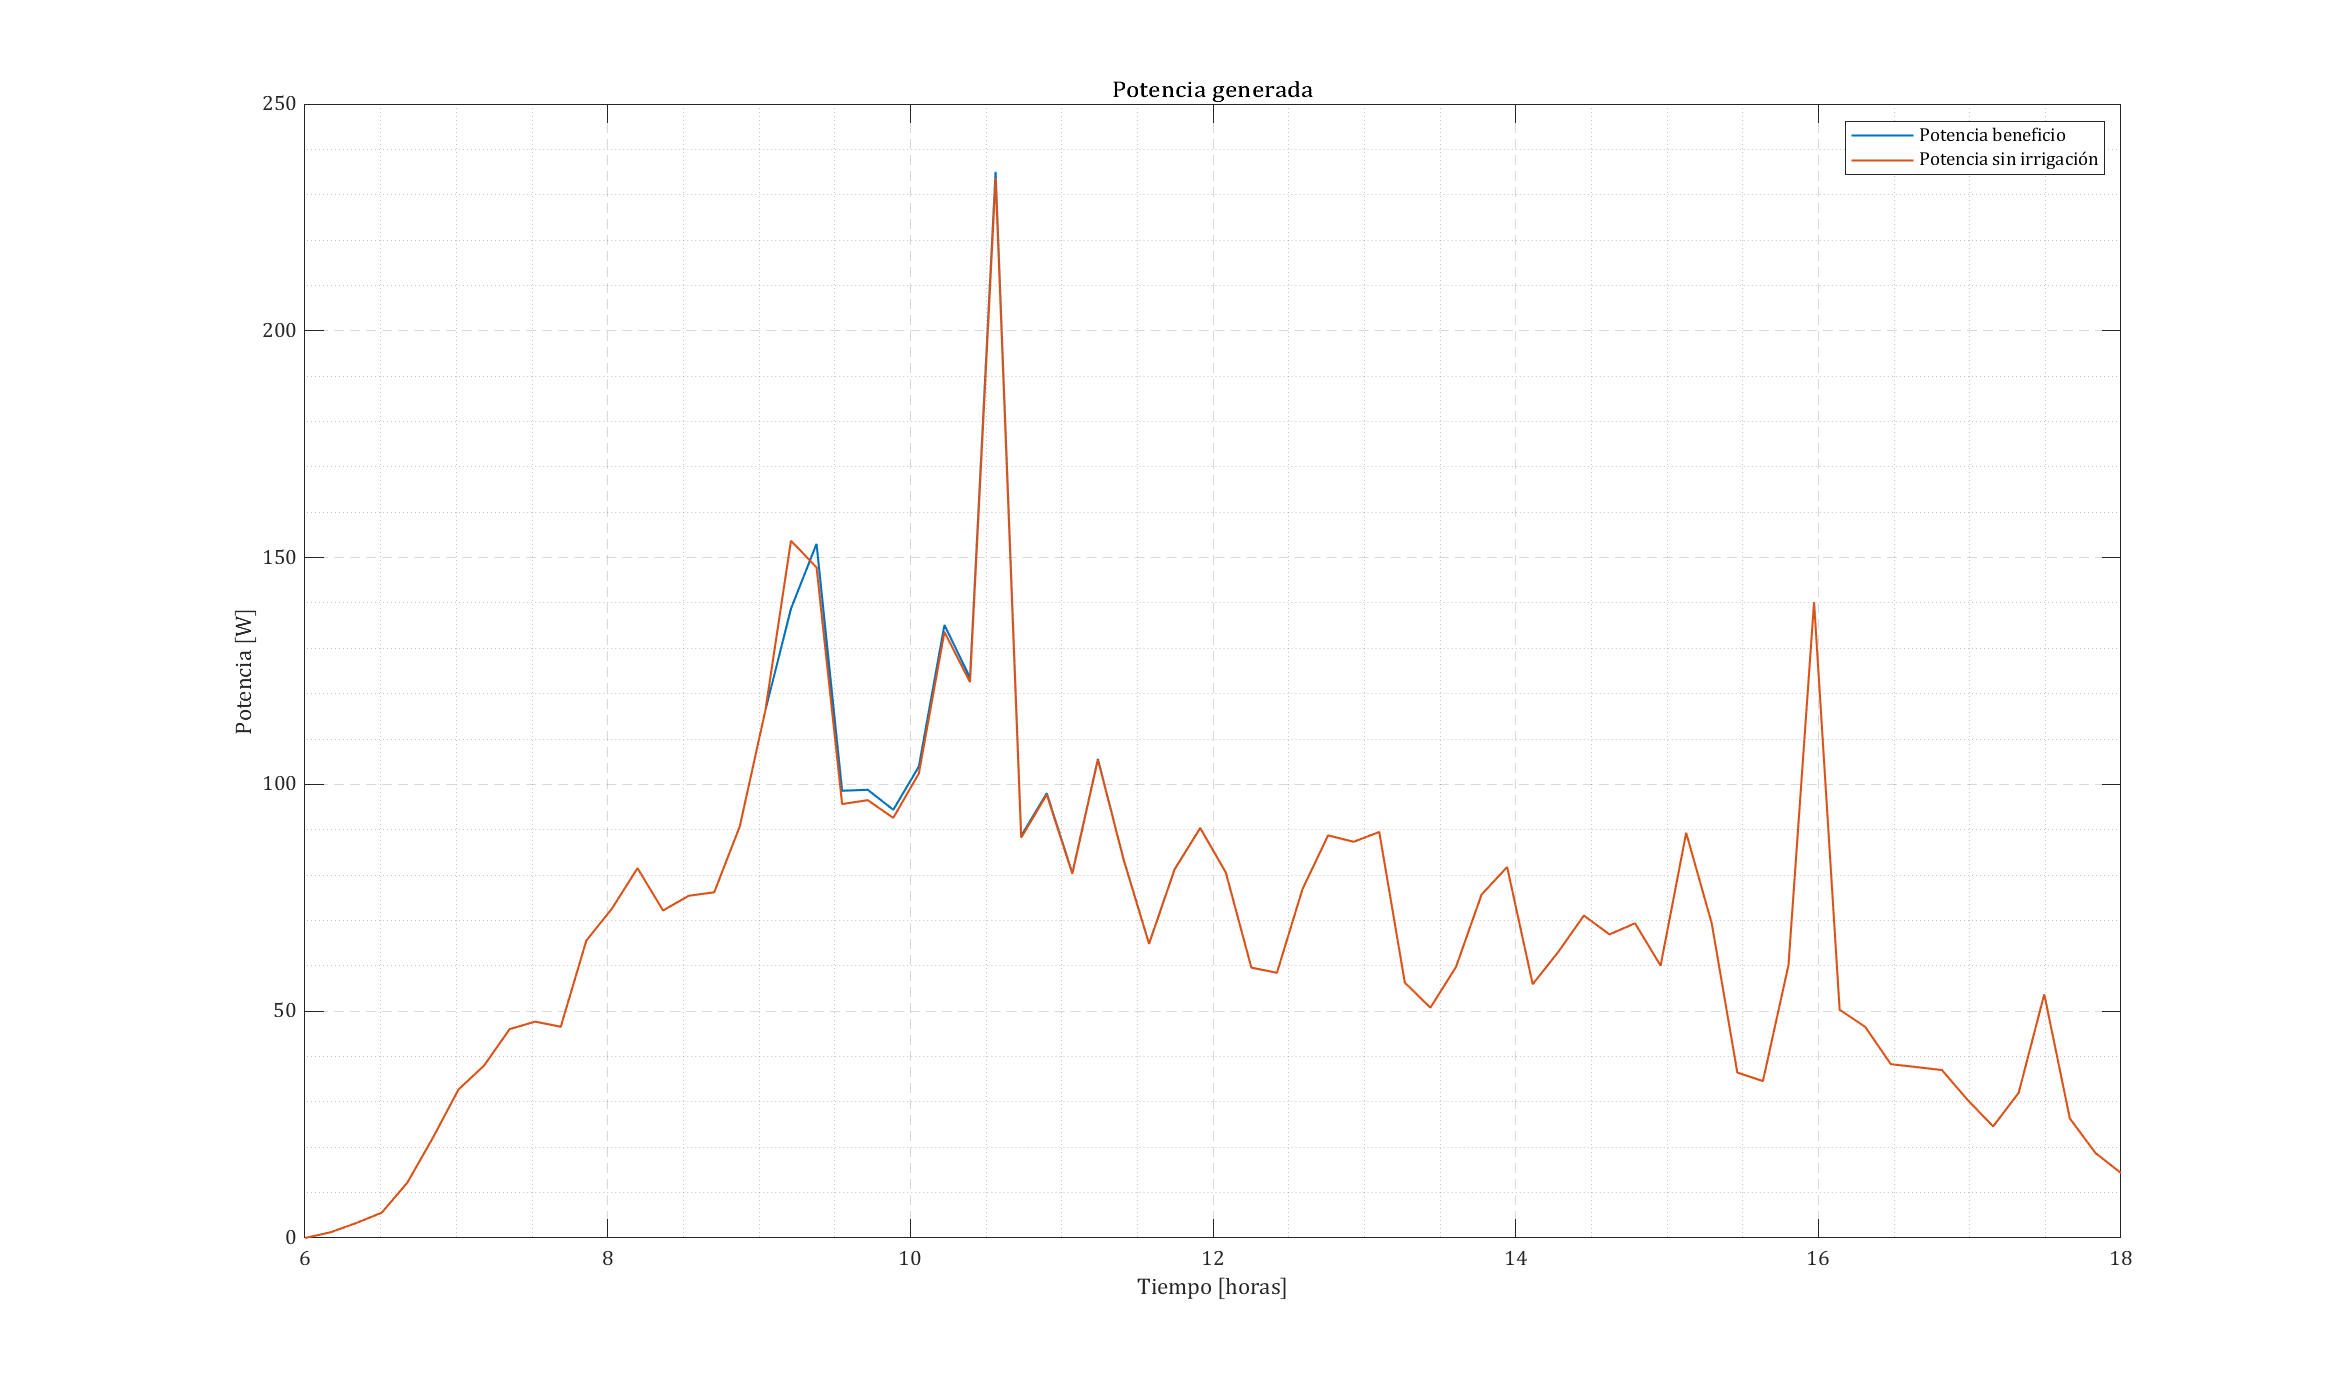 Potencia generada
250
200
150
100
50
0
Potencia [W]
Potencia beneficio
Potencia sin irrigación
6 8 10 12 14 16 18
Tiempo [horas]